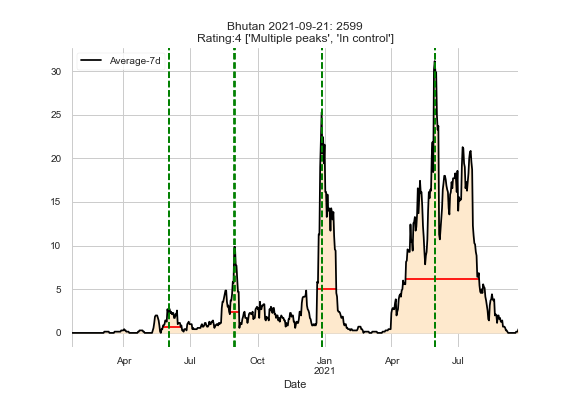 Bhutan 2021-09-21: 2599
Rating:4 ['Multiple peaks', 'In control']
Average-7d
30
25
20
15
10
5
0
Apr
Jul
Oct
Jan
2021
Apr
Jul
Date